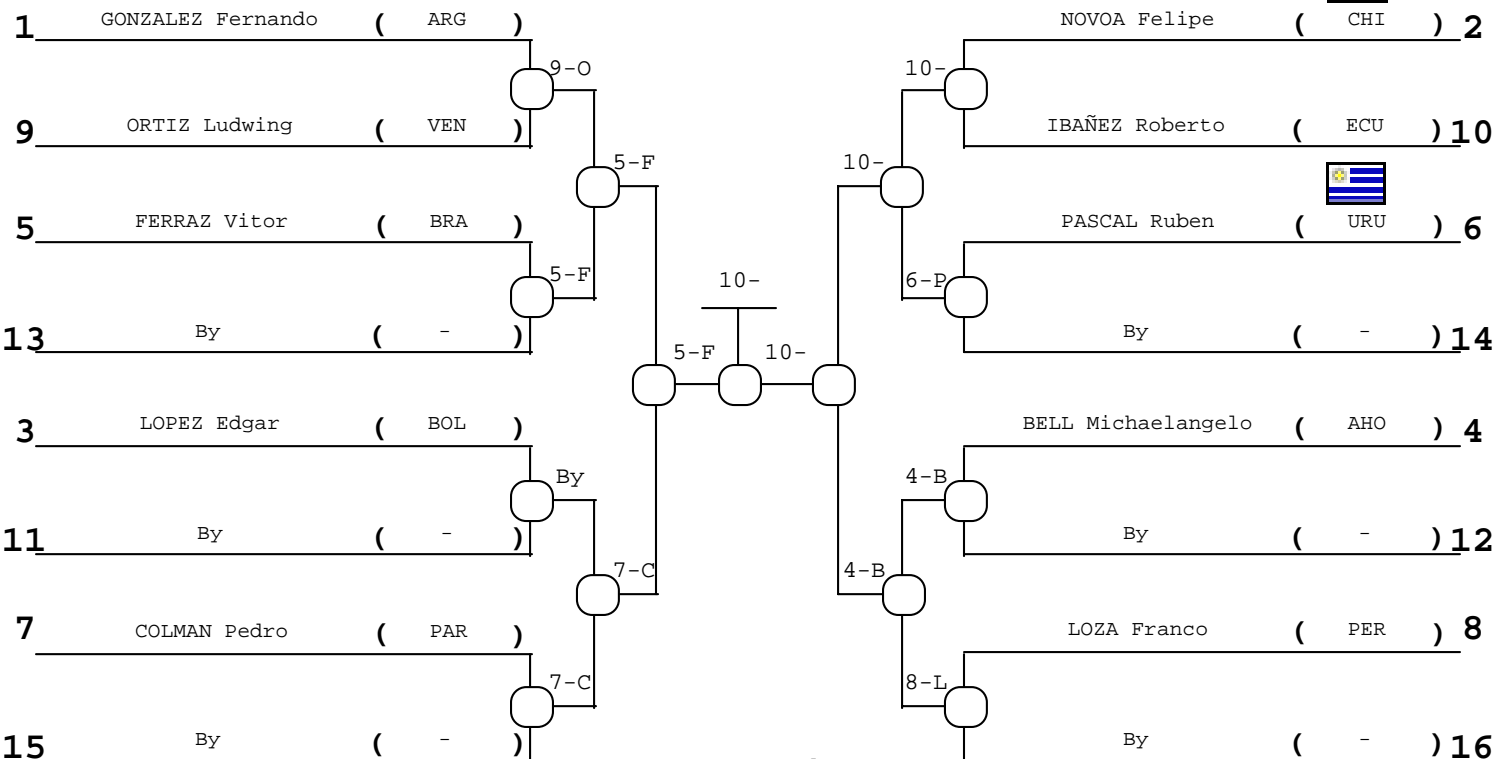 1 GONZALEZ Fernando ( ARG ) NOVOA Felipe ( CHI ) 2
9-O 10-
9 ORTIZ Ludwing ( VEN ) IBAÑEZ Roberto ( ECU ) 10
5-F 10-
5 FERRAZ Vitor ( BRA ) PASCAL Ruben ( URU ) 6
5-F 10- 6-P
13 By ( - ) By ( - ) 14
5-F 10-
3 LOPEZ Edgar ( BOL ) BELL Michaelangelo ( AHO ) 4
By 4-B
11 By ( - ) By ( - ) 12
7-C 4-B
7 COLMAN Pedro ( PAR ) LOZA Franco ( PER ) 8
7-C 8-L
15 By ( - ) By ( - ) 16